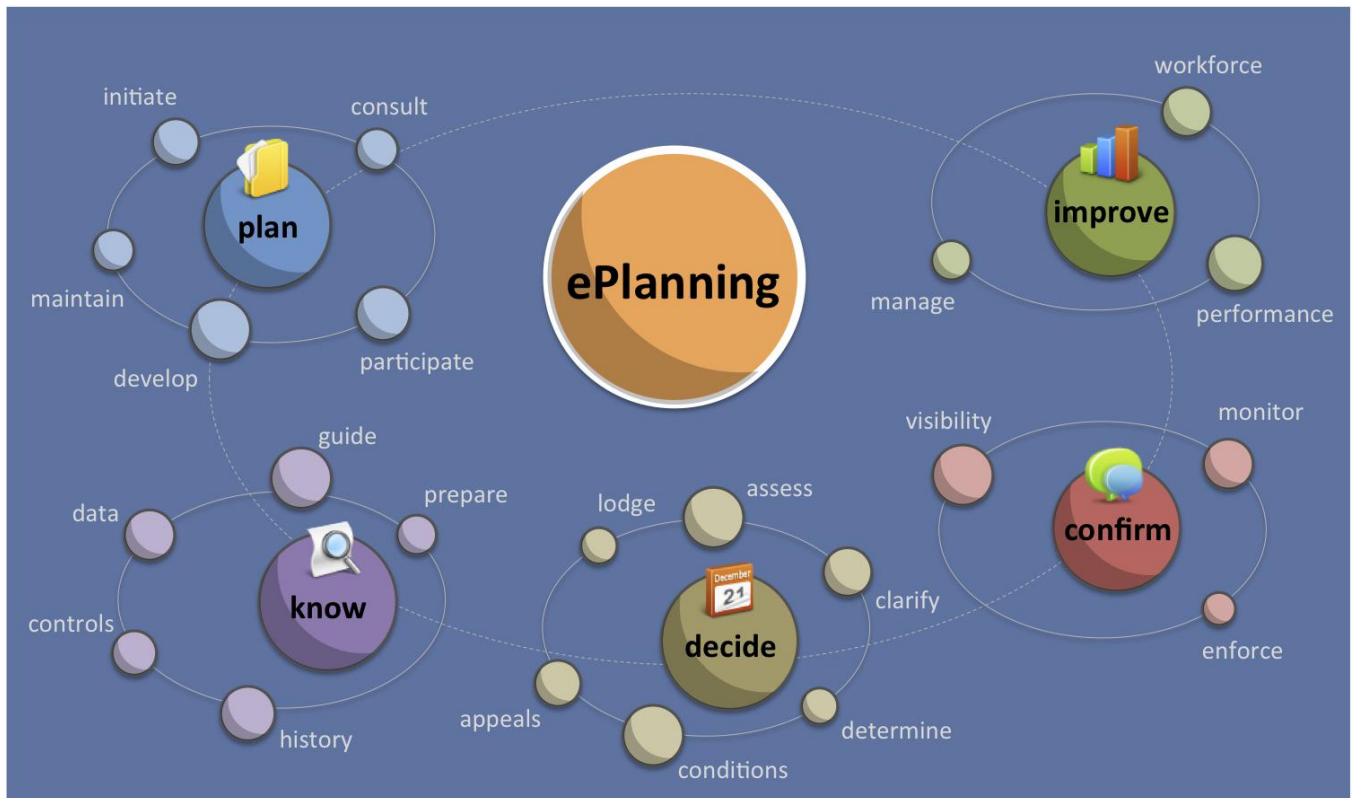 ePlanning
plan
initiate
consult
maintain
develop
participate
improve
workforce
manage
performance
know
guide
data
prepare
controls
history
decide
December
21
lodge
assess
clarify
appeals
conditions
determine
confirm
visibility
monitor
enforce